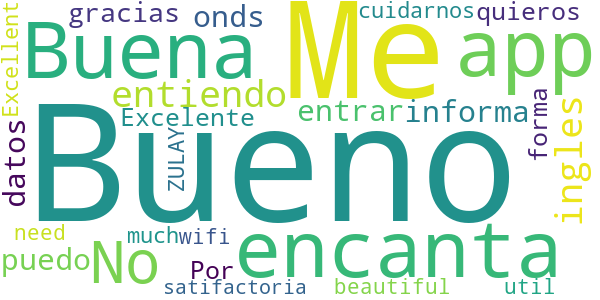 gracias onds Me cuidarnos quieros
Excellent Buena app
entiendo
Excelente entrar informa
Bueno
datos ZULAY forma ingles
need much wifi No encanta
puedo Por
satifactoria beautiful util